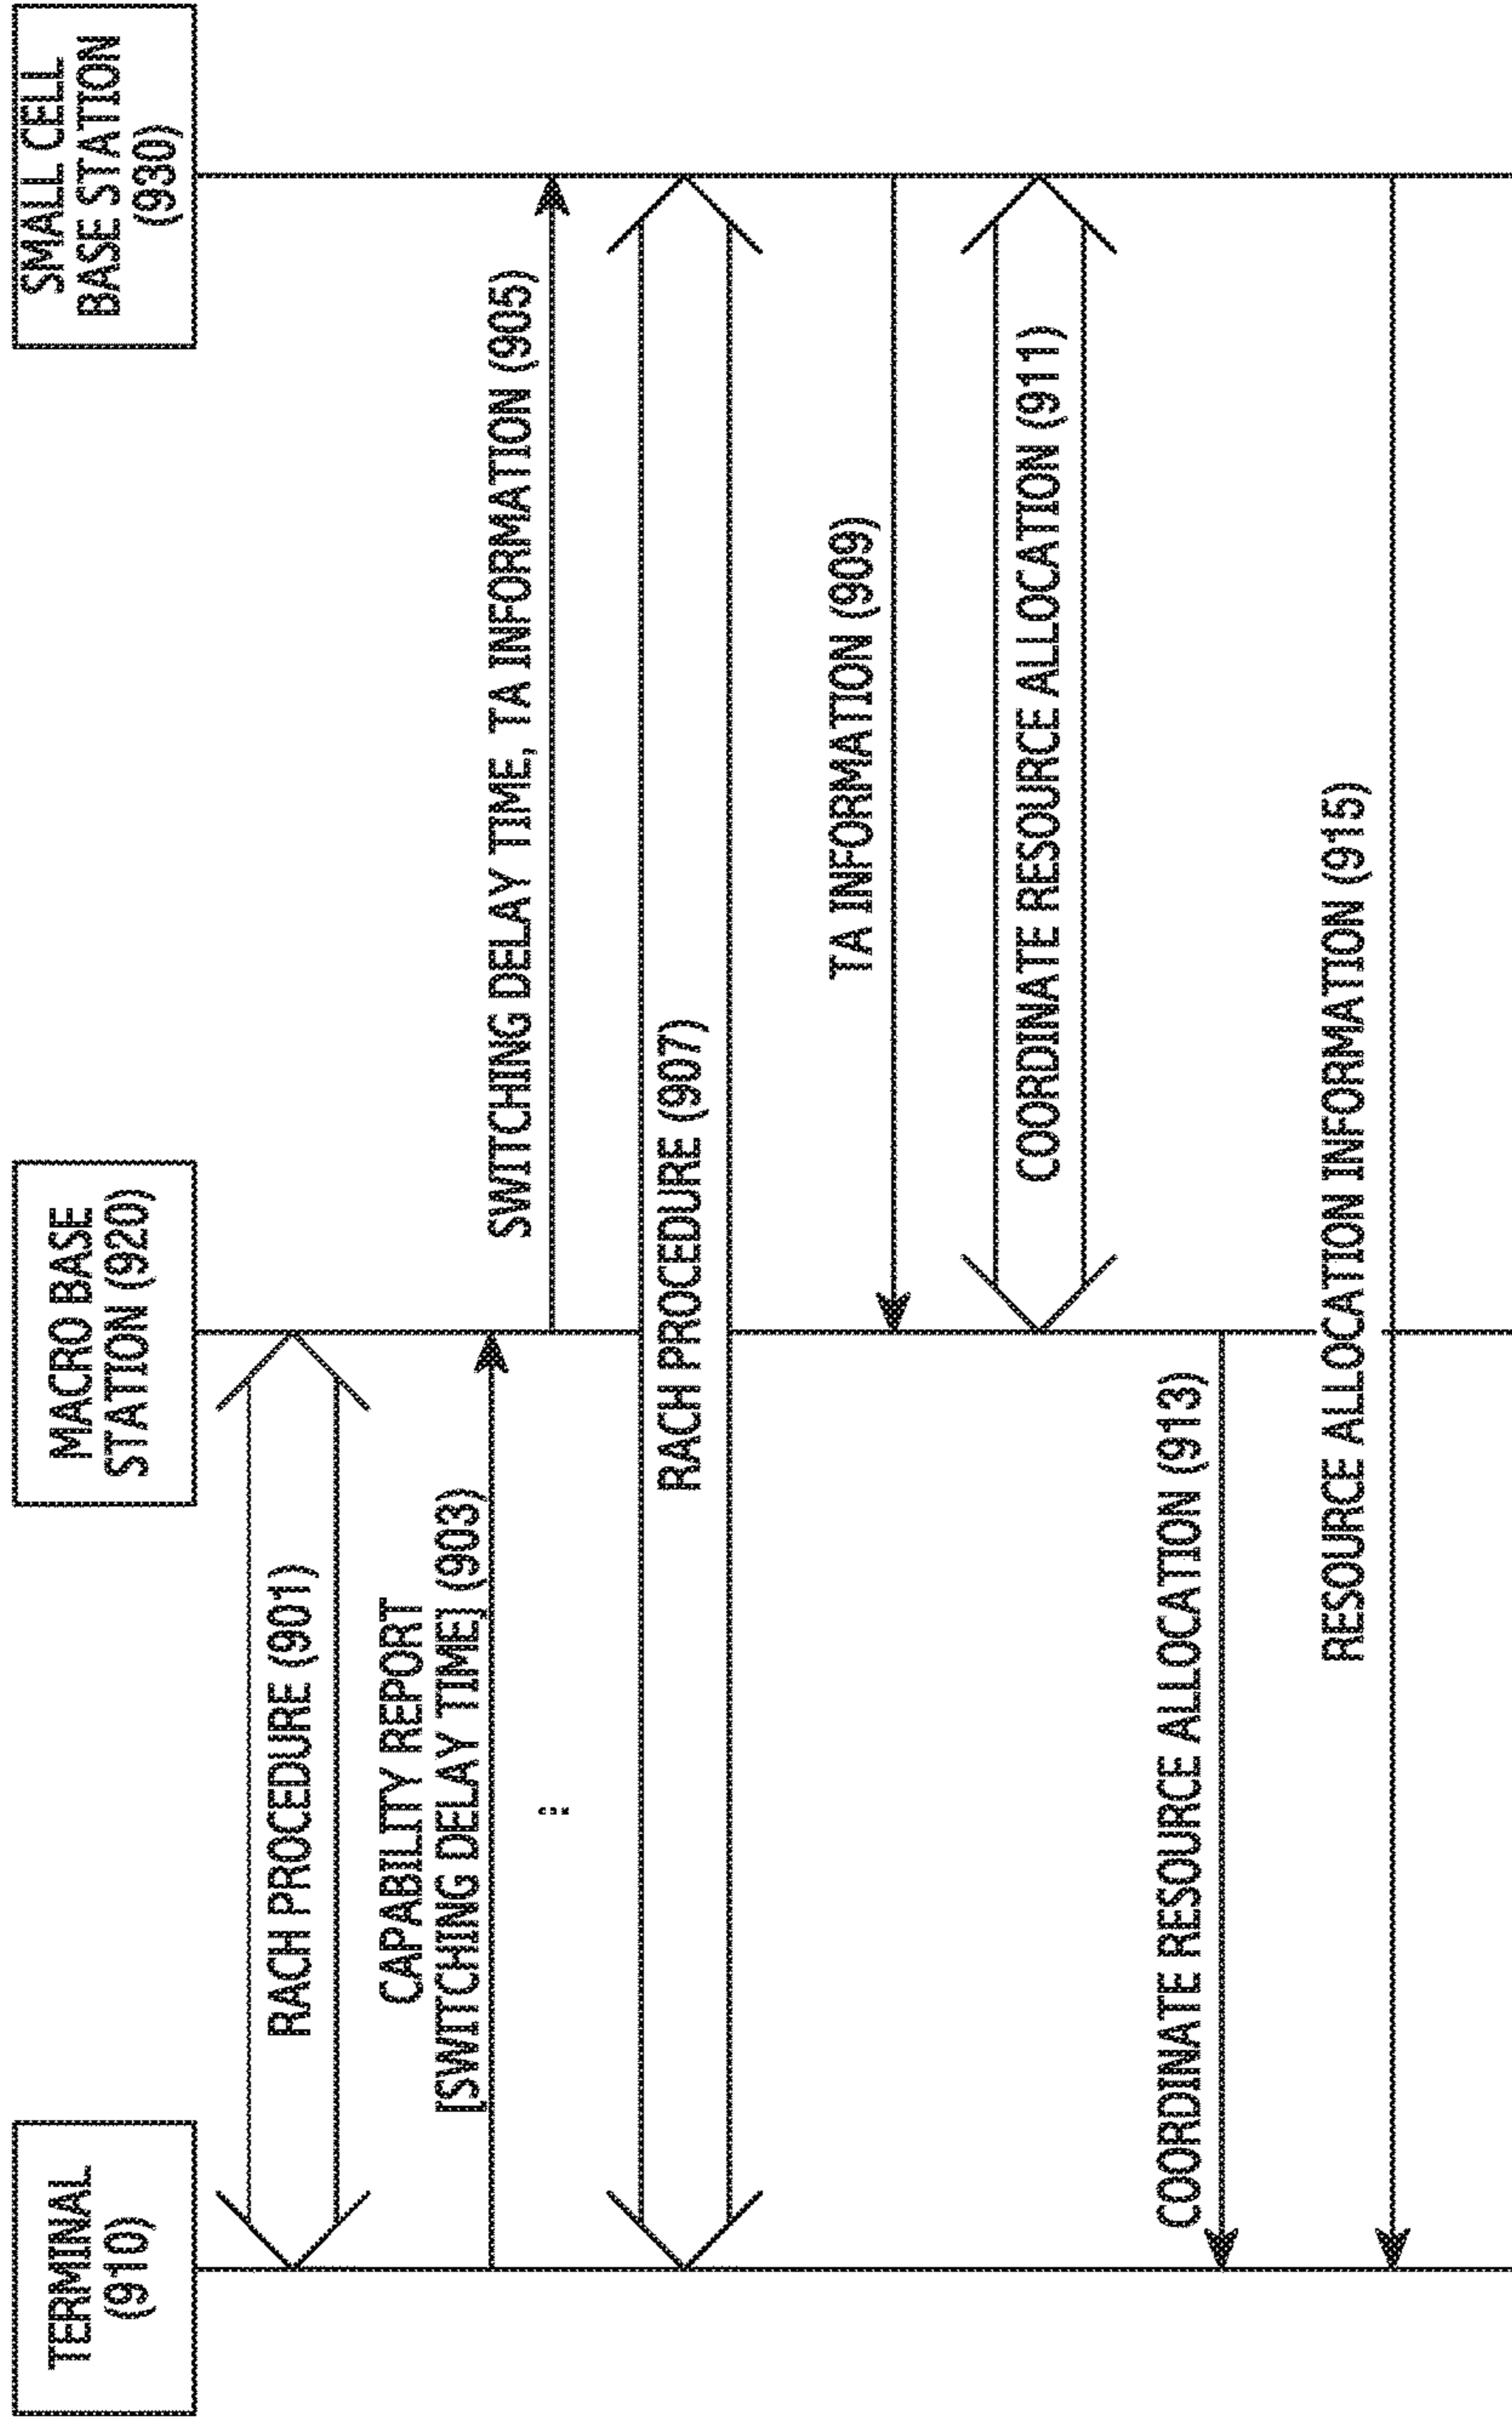 TERMINAL
(910)
MACRO BASE
STATION (920)
SMALL CELL
BASE STATION
(930)
RACH PROCEDURE (901)
CAPABILITY REPORT
[SWITCHING DELAY TIME] (903)
SWITCHING DELAY TIME, TA INFORMATION (905)
RACH PROCEDURE (907)
TA INFORMATION (909)
COORDINATE RESOURCE ALLOCATION (911)
COORDINATE RESOURCE ALLOCATION (913)
RESOURCE ALLOCATION INFORMATION (915)